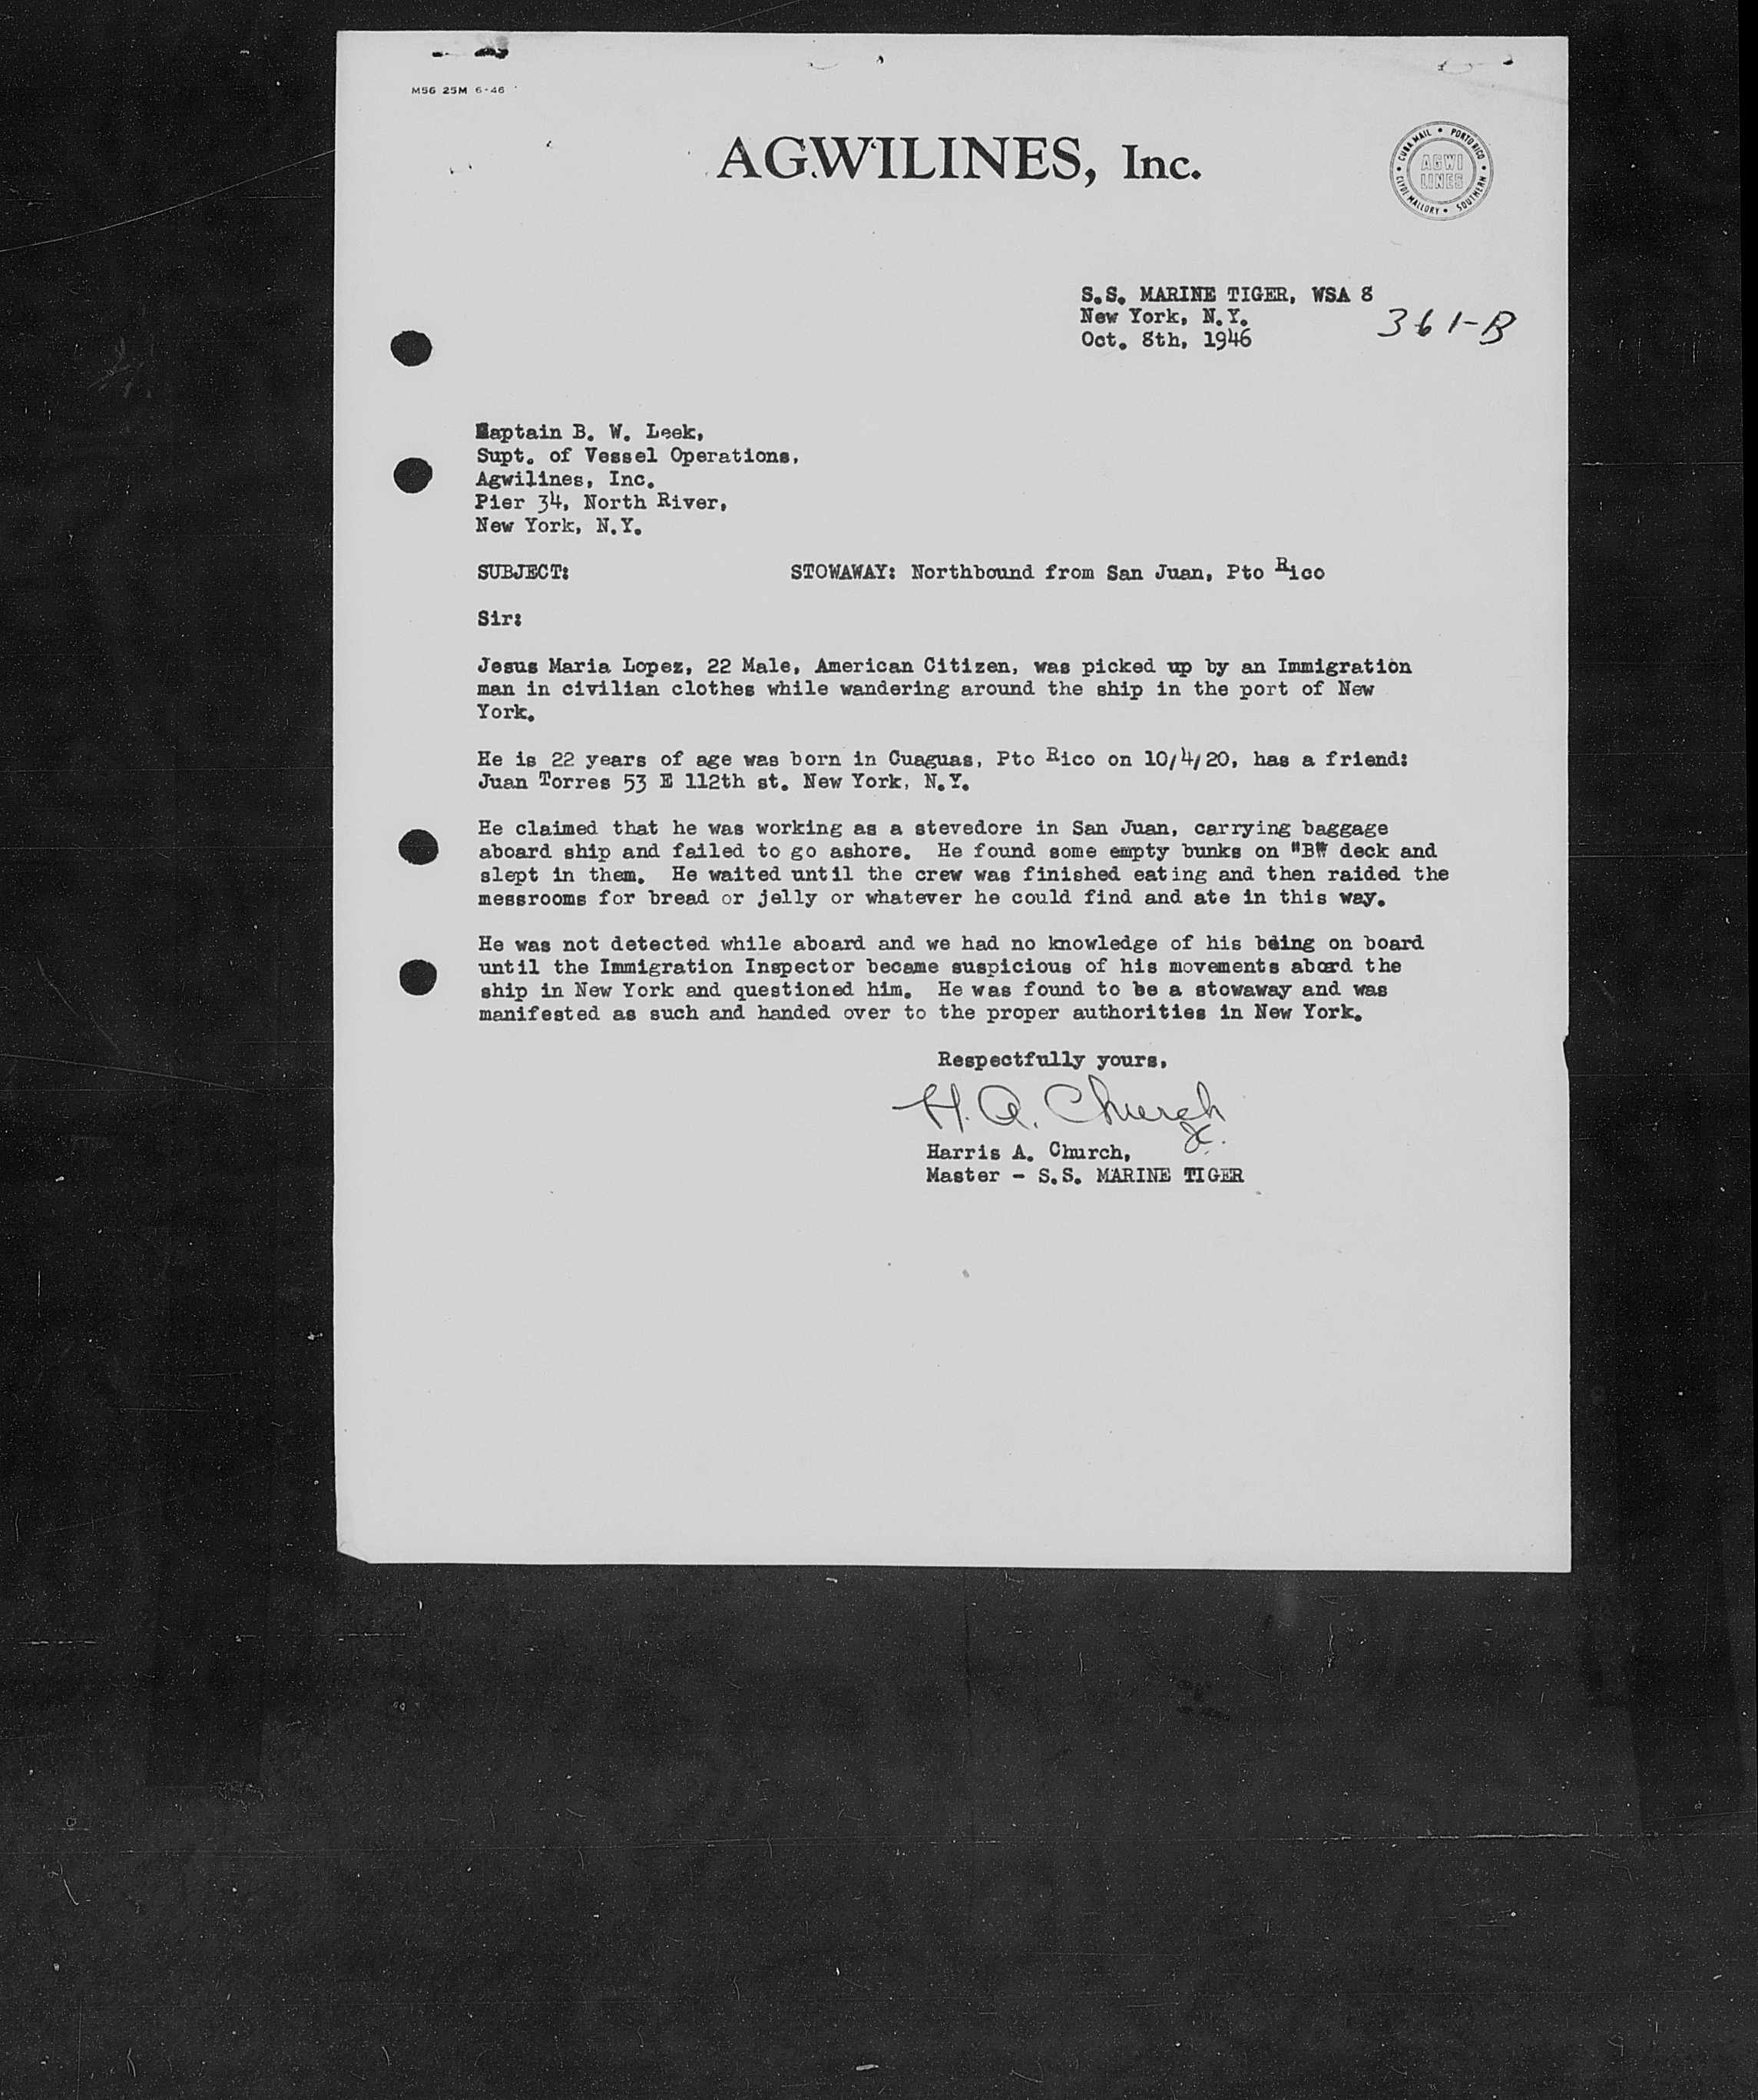 M56 25M 6-46
AGWILINES, Inc.
CUBA MAIL • PORTO RICO • SOUTHERN • CLYDE MALLORY •
AGWI
LINES
S.S. MARINE TIGER, WSA 8
New York, N.Y.
361-B
Oct. 8th, 1946
Captain B. W. Leek,
Supt. of Vessel Operations,
Agwilines, Inc.
Pier 34, North River,
New York, N.Y.
SUBJECT: STOWAWAY: Northbound from San Juan, Pto Rico
Sir:
Jesus Maria Lopez, 22 Male, American Citizen, was picked up by an Immigration
man in civilian clothes while wandering around the ship in the port of New
York.
He is 22 years of age was born in Cuaguas, Pto Rico on 10/4/20, has a friend:
Juan Torres 53 E 112th st. New York, N.Y.
He claimed that he was working as a stevedore in San Juan, carrying baggage
aboard ship and failed to go ashore. He found some empty bunks on "B" deck and
slept in them. He waited until the crew was finished eating and then raided the
messrooms for bread or jelly or whatever he could find and ate in this way.
He was not detected while aboard and we had no knowledge of his being on board
until the Immigration Inspector became suspicious of his movements abord the
ship in New York and questioned him. He was found to be a stowaway and was
manifested as such and handed over to the proper authorities in New York.
Respectfully yours,
H. A. Church
Harris A. Church,
Master - S.S. MARINE TIGER